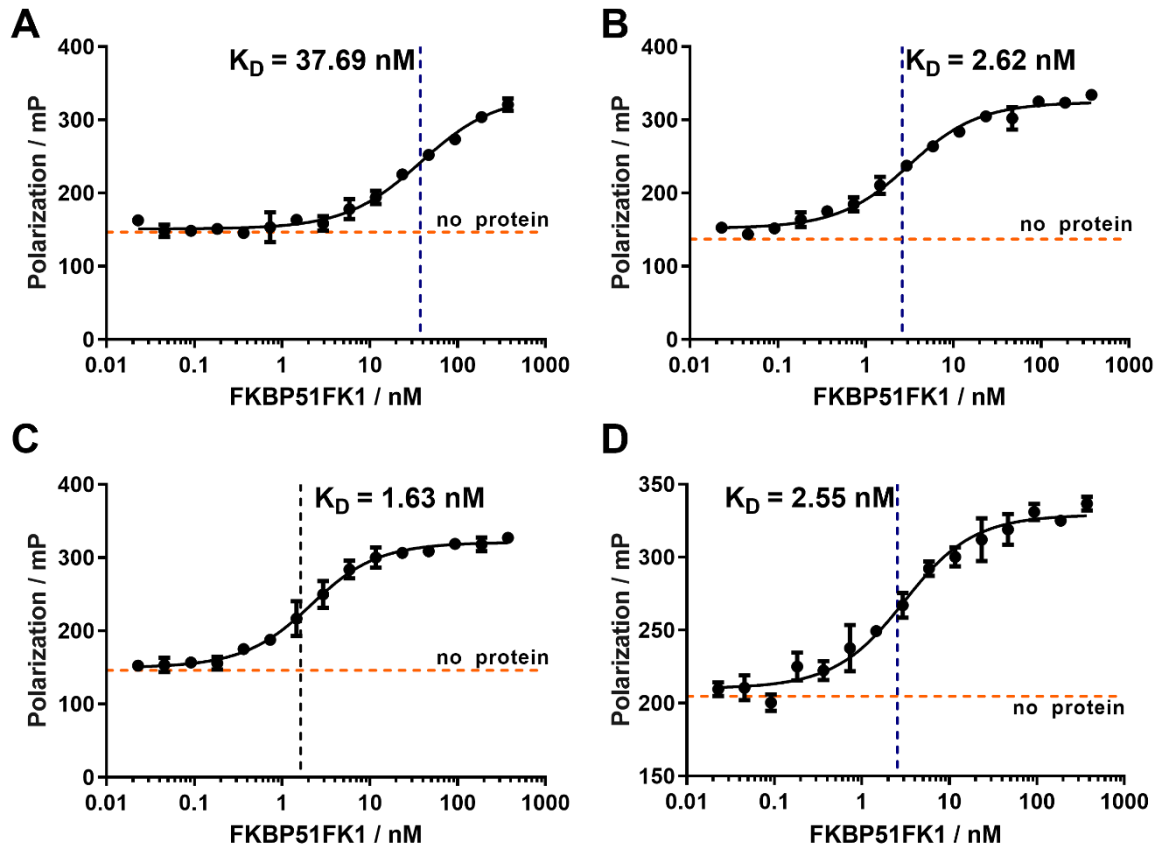 A
K_D = 37.69 nM
400
300
200
100
0
Polarization / mP
no protein
0.01 0.1 1 10 100 1000
FKBP51FK1 / nM
B
K_D = 2.62 nM
400
300
200
100
0
Polarization / mP
no protein
0.01 0.1 1 10 100 1000
FKBP51FK1 / nM
C
K_D = 1.63 nM
400
300
200
100
0
Polarization / mP
no protein
0.01 0.1 1 10 100 1000
FKBP51FK1 / nM
D
K_D = 2.55 nM
350
300
250
200
150
Polarization / mP
no protein
0.01 0.1 1 10 100 1000
FKBP51FK1 / nM